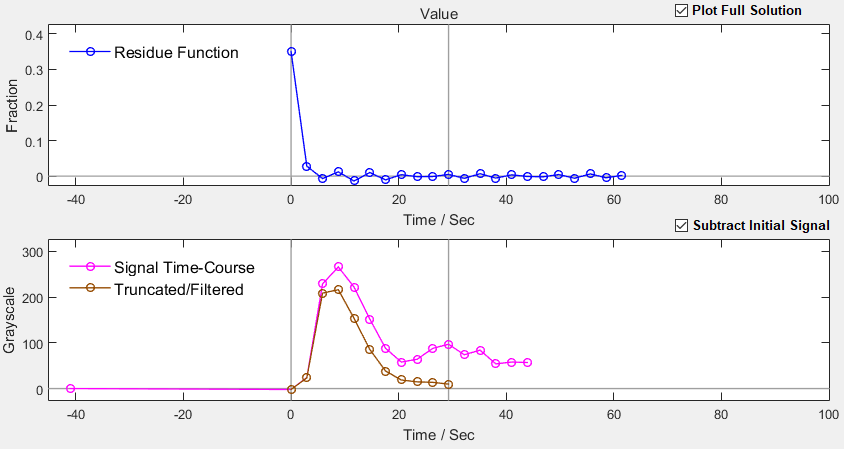 Value
Plot Full Solution
0.4
0.3
0.2
0.1
0
Fraction
Residue Function
-40 -20 0 20 40 60 80 100
Time / Sec
Subtract Initial Signal
300
200
100
0
Grayscale
Signal Time-Course
Truncated/Filtered
-40 -20 0 20 40 60 80 100
Time / Sec